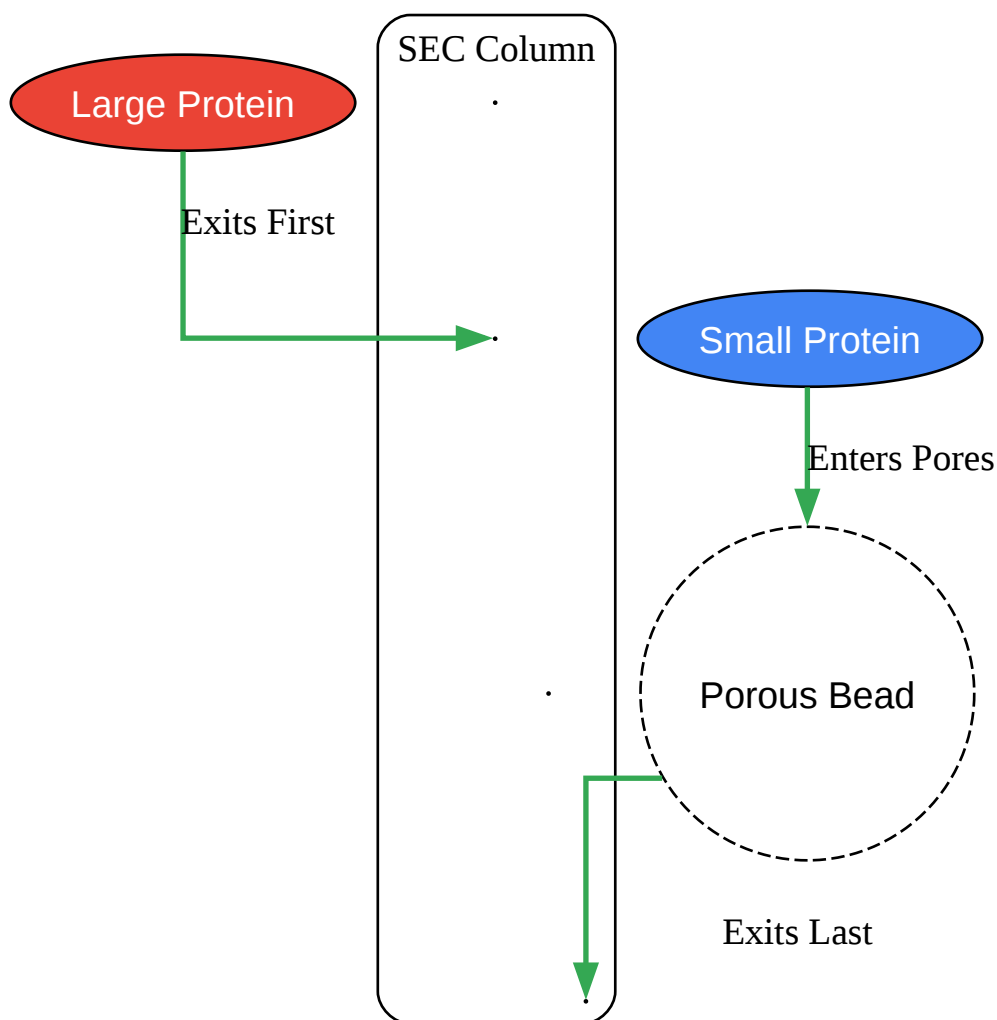 SEC Column
Large Protein
Exits First
Small Protein
Enters Pores
Porous Bead
Exits Last